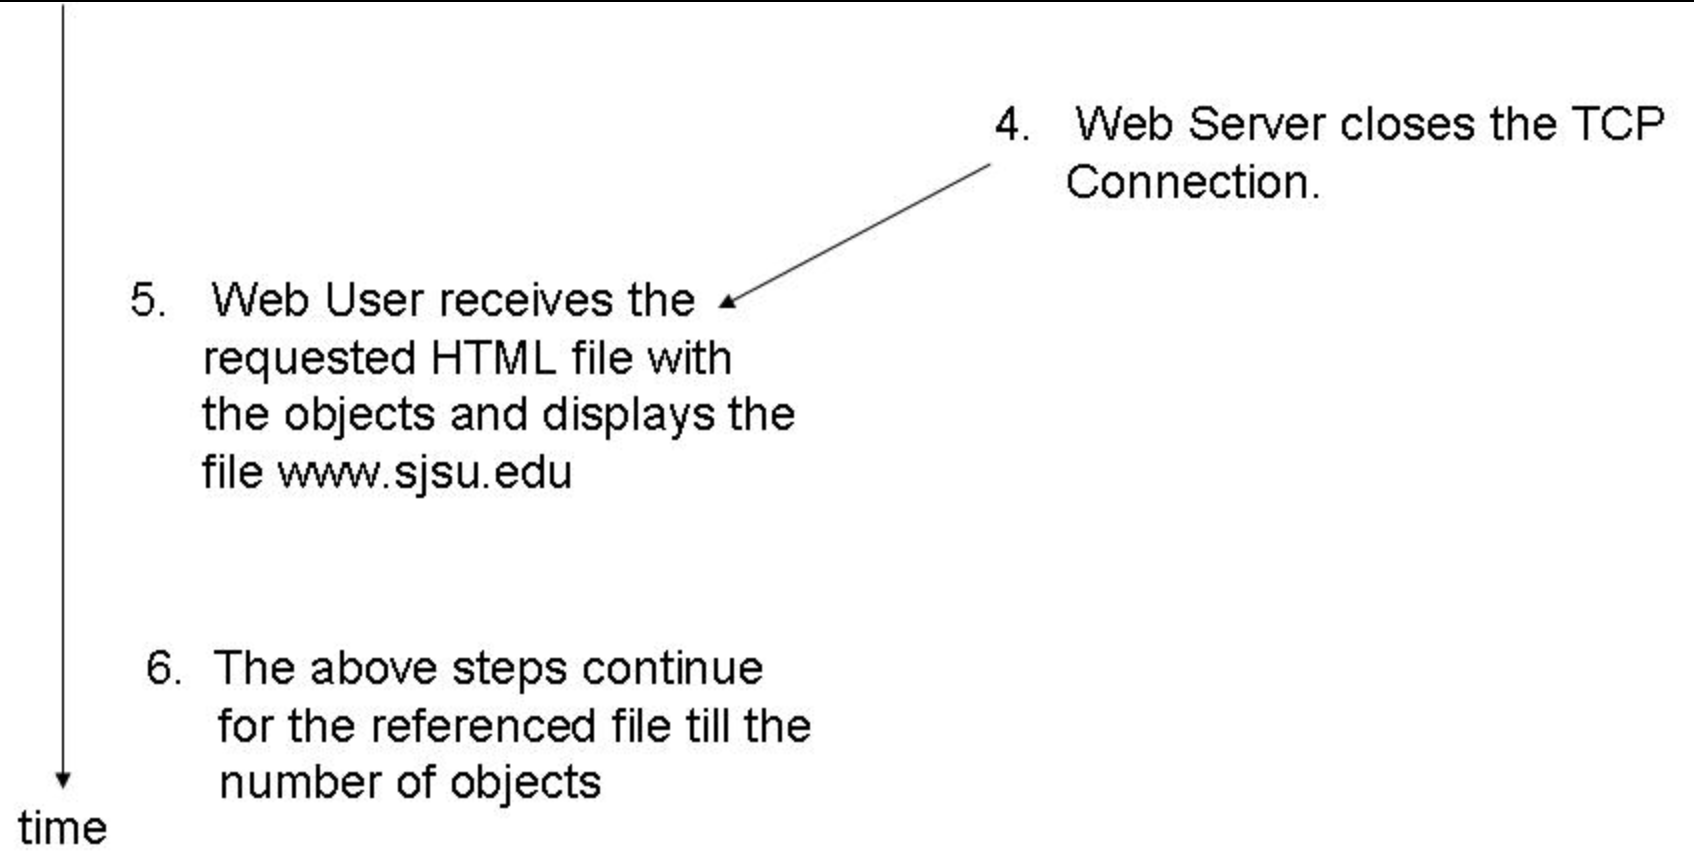 4. Web Server closes the TCP
Connection.
5. Web User receives the
requested HTML file with
the objects and displays the
file www.sjsu.edu
6. The above steps continue
for the referenced file till the
number of objects
time